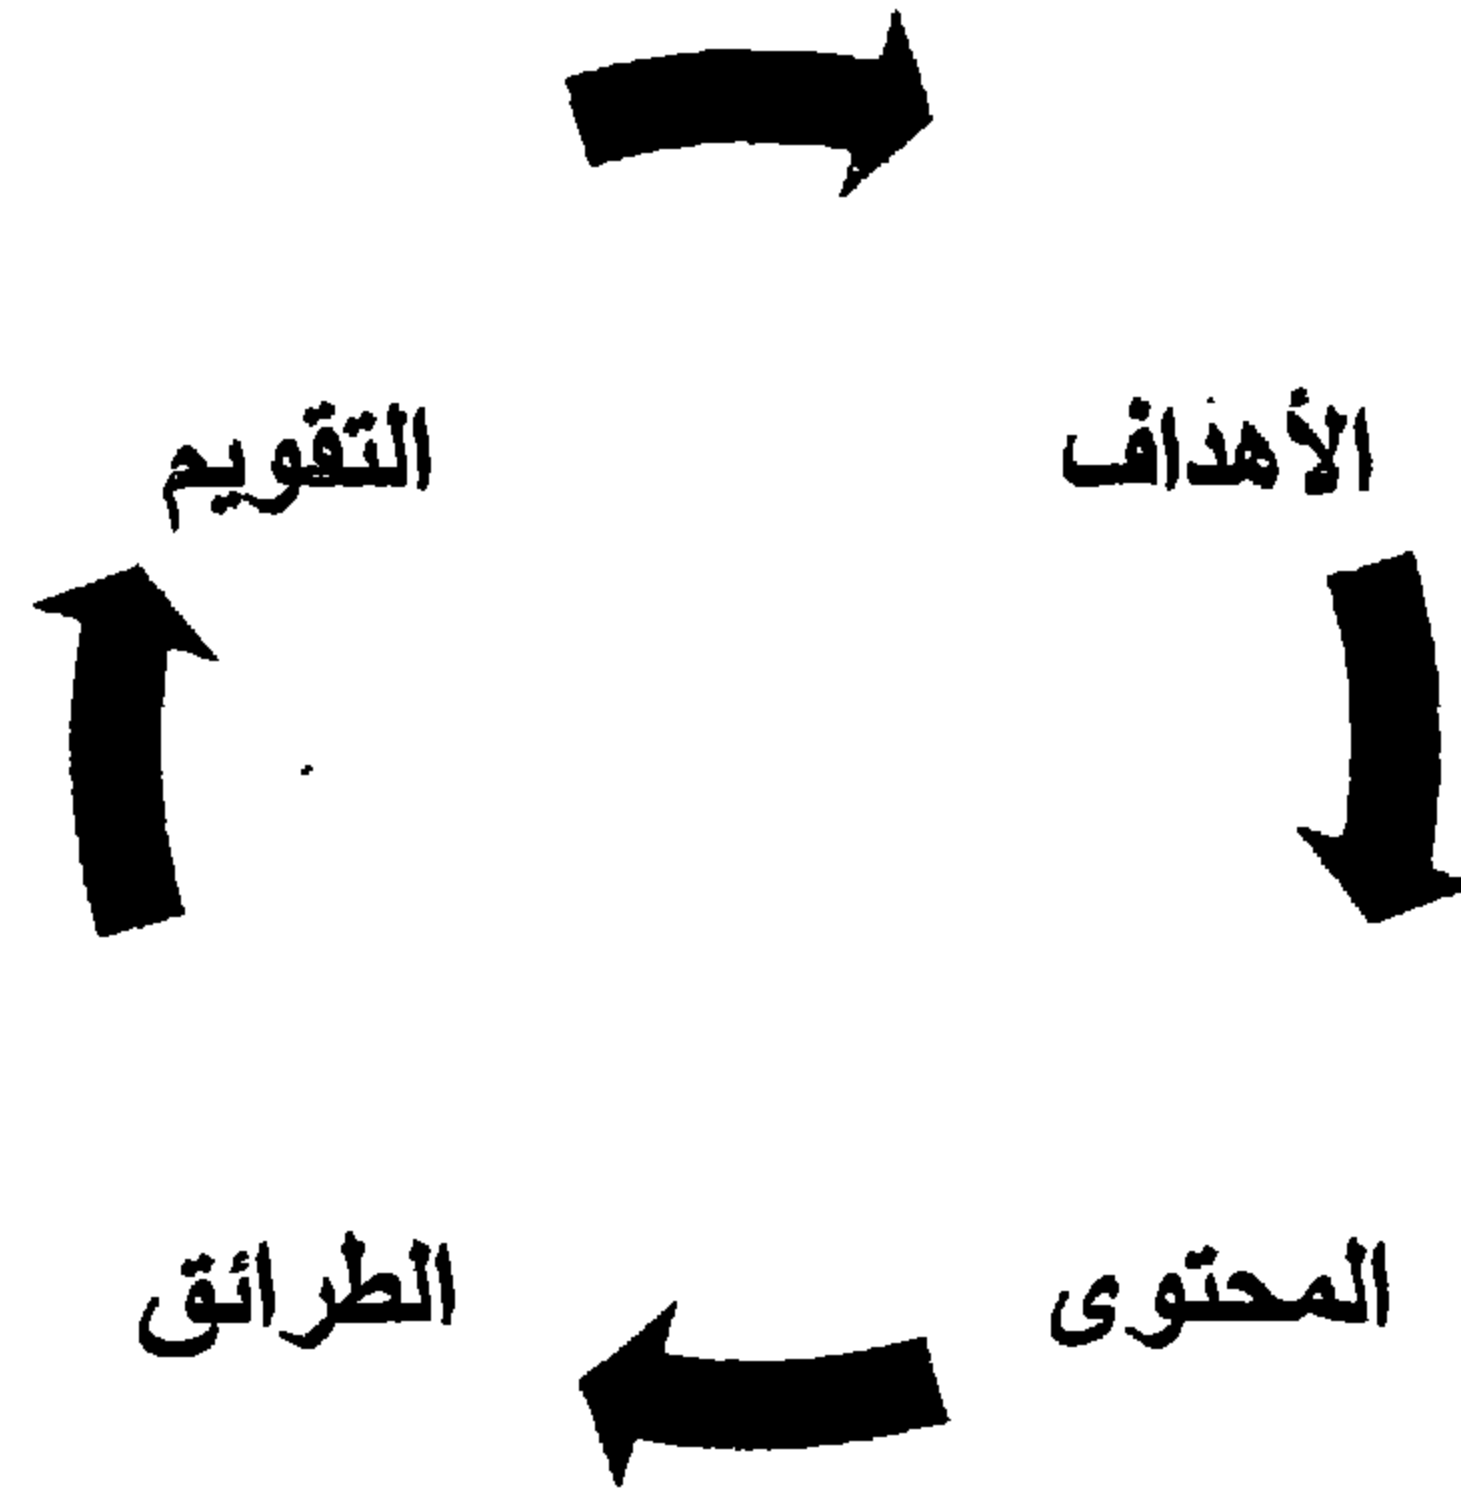 الأهداف
التقويم
المحتوى
الطرائق